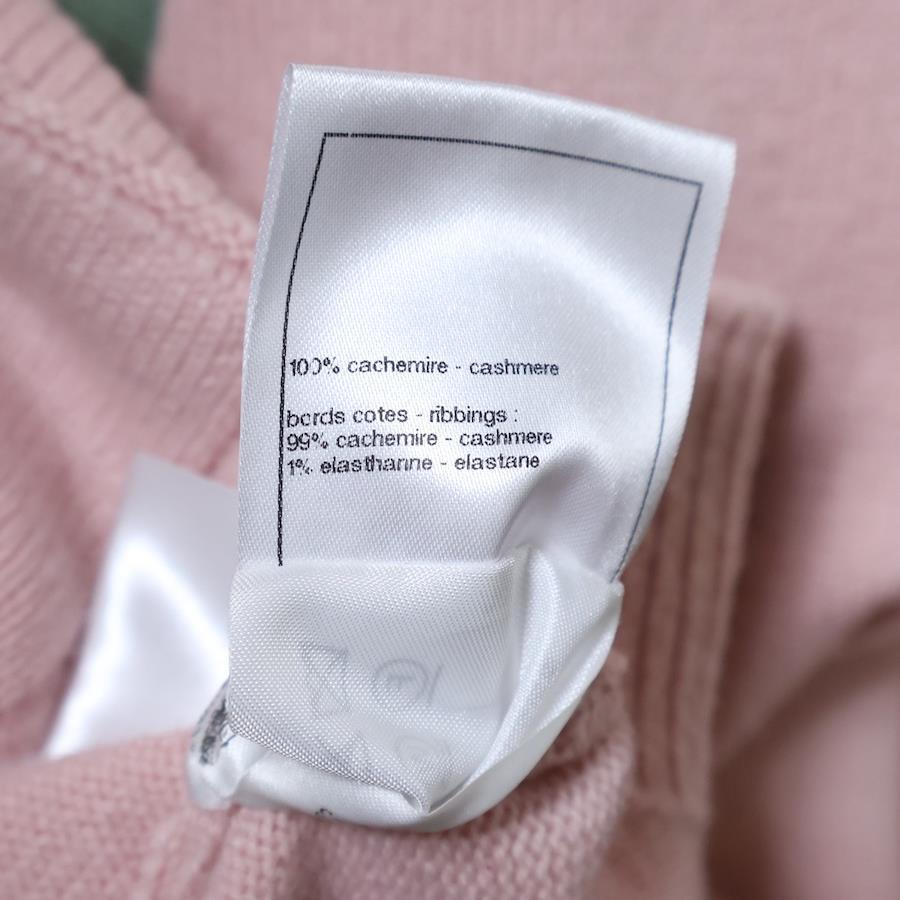 100% cachemire - cashmere
bords cotes - ribbings :
99% cachemire - cashmere
1% elasthanne - elastane